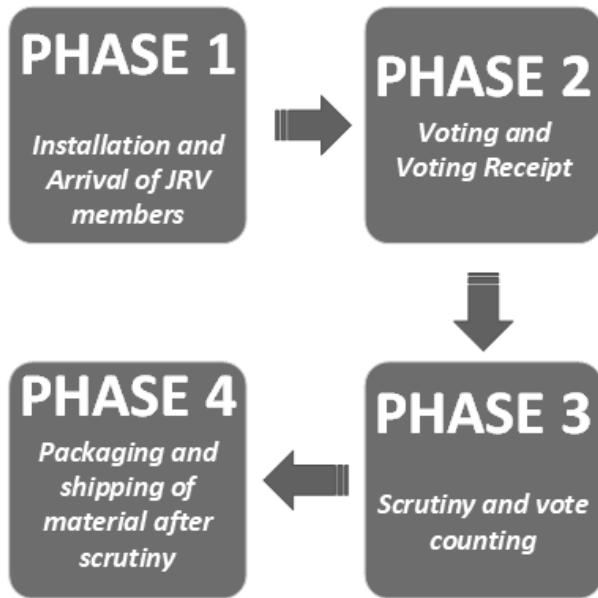 PHASE 1
Installation and
Arrival of JRV
members
PHASE 2
Voting and
Voting Receipt
PHASE 3
Scrutiny and vote
counting
PHASE 4
Packaging and
shipping of
material after
scrutiny